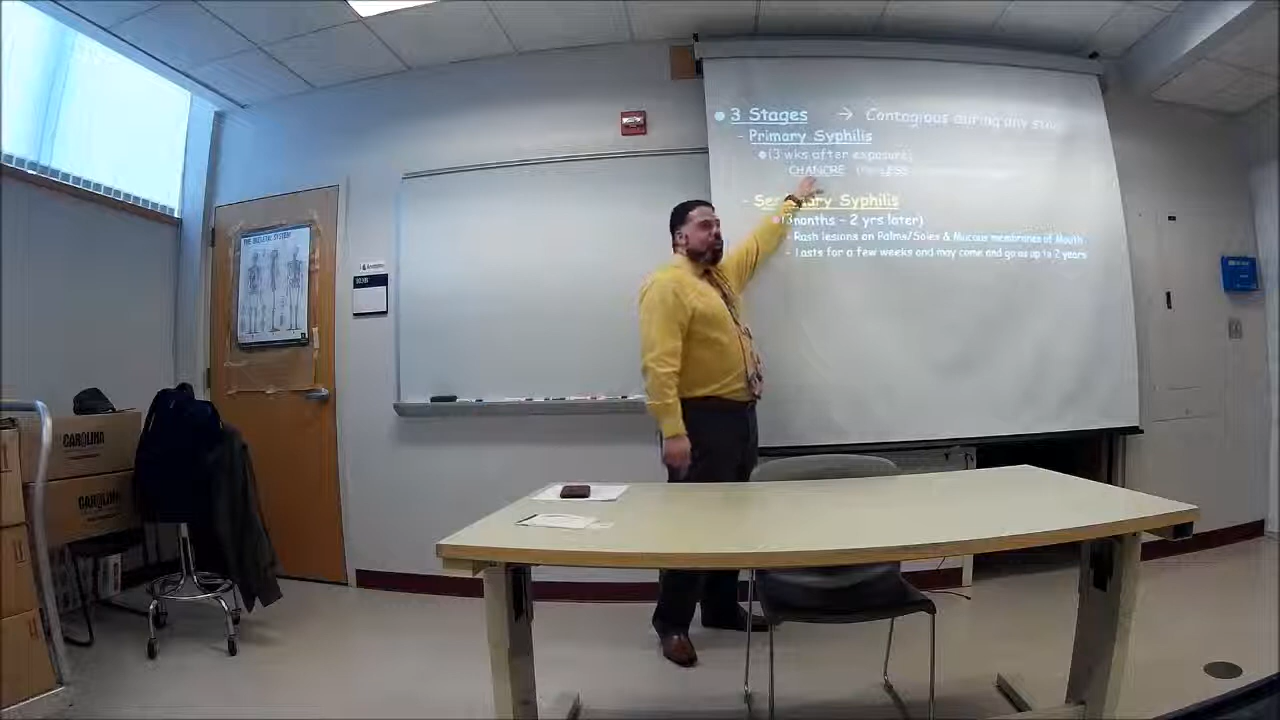 3 Stages → Contagious during any
- Primary Syphilis
(3 wks after exposure)
CHANCRE
- Secondary Syphilis
months - 2 yrs later)
- Rash lesions on Palms/Soles & Mucous membranes of Mouth
- Lasts for a few weeks and may come and go up to 2 years
THE SKELETAL SYSTEM
CAROLINA
CAROLINA